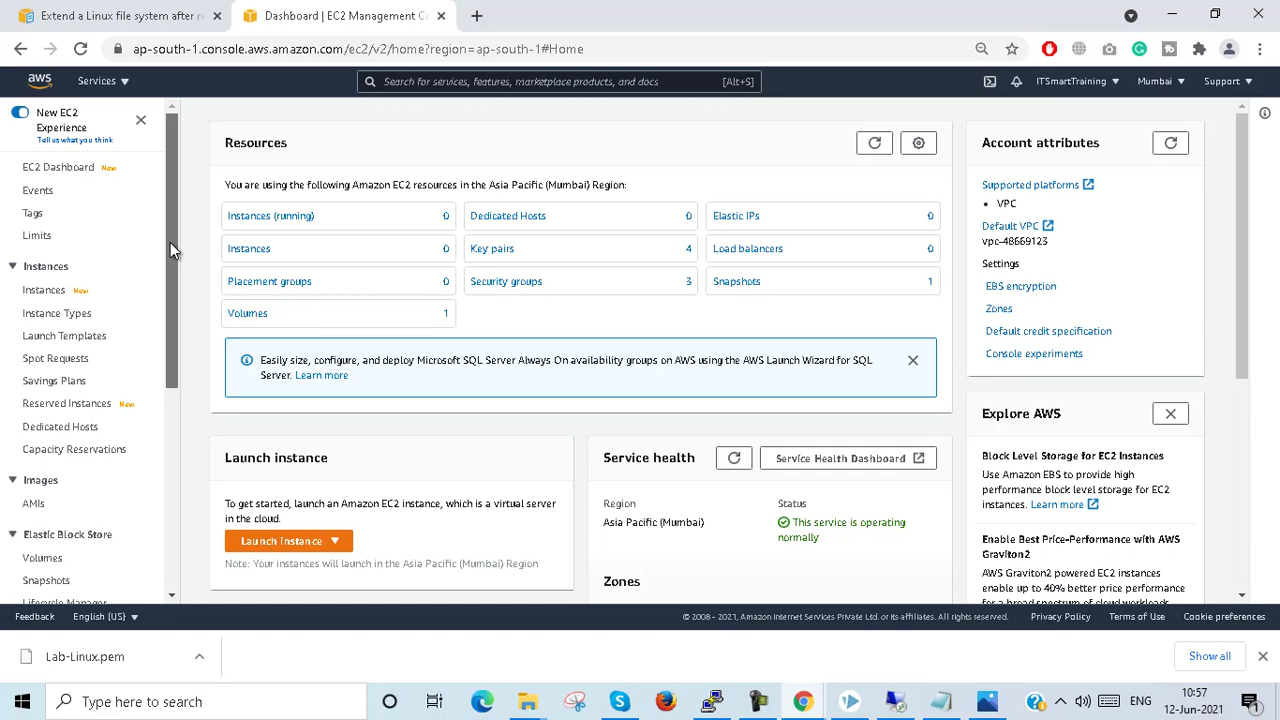 Extend a Linux file system after re
Dashboard | EC2 Management Co
ap-south-1.console.aws.amazon.com/ec2/v2/home?region=ap-south-1#Home
aws
Services
Search for services, features, marketplace products, and docs
[Alt+S]
ITSmartTraining
Mumbai
Support
New EC2
Experience
Tell us what you think
EC2 Dashboard New
Events
Tags
Limits
Instances
Instances New
Instance Types
Launch Templates
Spot Requests
Savings Plans
Reserved Instances New
Dedicated Hosts
Capacity Reservations
Images
AMIs
Elastic Block Store
Volumes
Snapshots
Lifecycle Manager
Resources
You are using the following Amazon EC2 resources in the Asia Pacific (Mumbai) Region:
Instances (running) 0
Dedicated Hosts 0
Elastic IPs 0
Instances 0
Key pairs 4
Load balancers 0
Placement groups 0
Security groups 3
Snapshots 1
Volumes 1
Easily size, configure, and deploy Microsoft SQL Server Always On availability groups on AWS using the AWS Launch Wizard for SQL
Server. Learn more
Launch instance
To get started, launch an Amazon EC2 instance, which is a virtual server
in the cloud.
Launch Instance
Note: Your instances will launch in the Asia Pacific (Mumbai) Region
Service health
Service Health Dashboard
Region
Status
Asia Pacific (Mumbai)
This service is operating
normally
Zones
Account attributes
Supported platforms
VPC
Default VPC
vpc-48669123
Settings
EBS encryption
Zones
Default credit specification
Console experiments
Explore AWS
Block Level Storage for EC2 Instances
Use Amazon EBS to provide high
performance block level storage for EC2
instances. Learn more
Enable Best Price-Performance with AWS
Graviton2
AWS Graviton2 powered EC2 instances
enable up to 40% better price performance
for a broad spectrum of cloud workloads
Feedback
English (US)
© 2008 - 2021, Amazon Internet Services Private Ltd. or its affiliates. All rights reserved.
Privacy Policy
Terms of Use
Cookie preferences
Lab-Linux.pem
Show all
Type here to search
ENG
10:57
12-Jun-2021